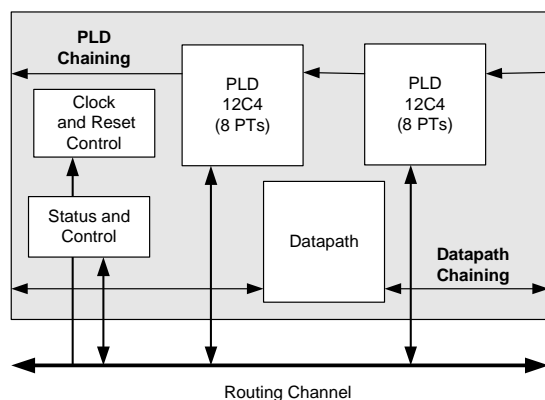 PLD
Chaining
PLD
12C4
(8 PTs)
PLD
12C4
(8 PTs)
Clock
and Reset
Control
Status and
Control
Datapath
Datapath
Chaining
Routing Channel